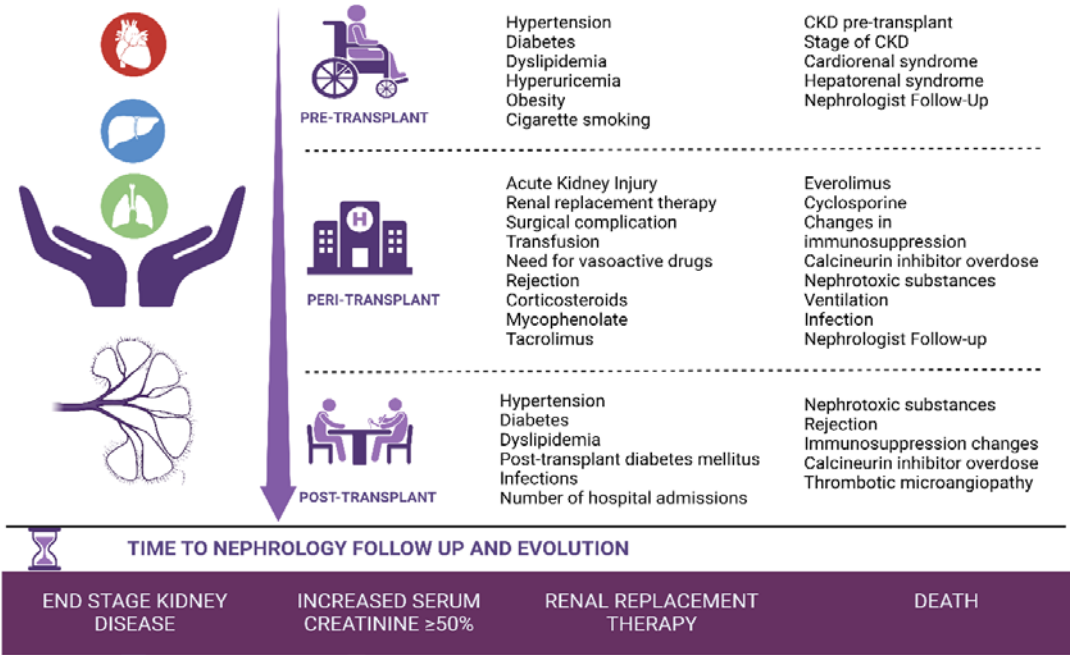 Hypertension
Diabetes
Dyslipidemia
Hyperuricemia
Obesity
Cigarette smoking
CKD pre-transplant
Stage of CKD
Cardiorenal syndrome
Hepatorenal syndrome
Nephrologist Follow-Up
PRE-TRANSPLANT
Acute Kidney Injury
Renal replacement therapy
Surgical complication
Transfusion
Need for vasoactive drugs
Rejection
Corticosteroids
Mycophenolate
Tacrolimus
Everolimus
Cyclosporine
Changes in
immunosuppression
Calcineurin inhibitor overdose
Nephrotoxic substances
Ventilation
Infection
Nephrologist Follow-up
H
PERI-TRANSPLANT
Hypertension
Diabetes
Dyslipidemia
Post-transplant diabetes mellitus
Infections
Number of hospital admissions
Nephrotoxic substances
Rejection
Immunosuppression changes
Calcineurin inhibitor overdose
Thrombotic microangiopathy
POST-TRANSPLANT
TIME TO NEPHROLOGY FOLLOW UP AND EVOLUTION
END STAGE KIDNEY
DISEASE
INCREASED SERUM
CREATININE ≥50%
RENAL REPLACEMENT
THERAPY
DEATH